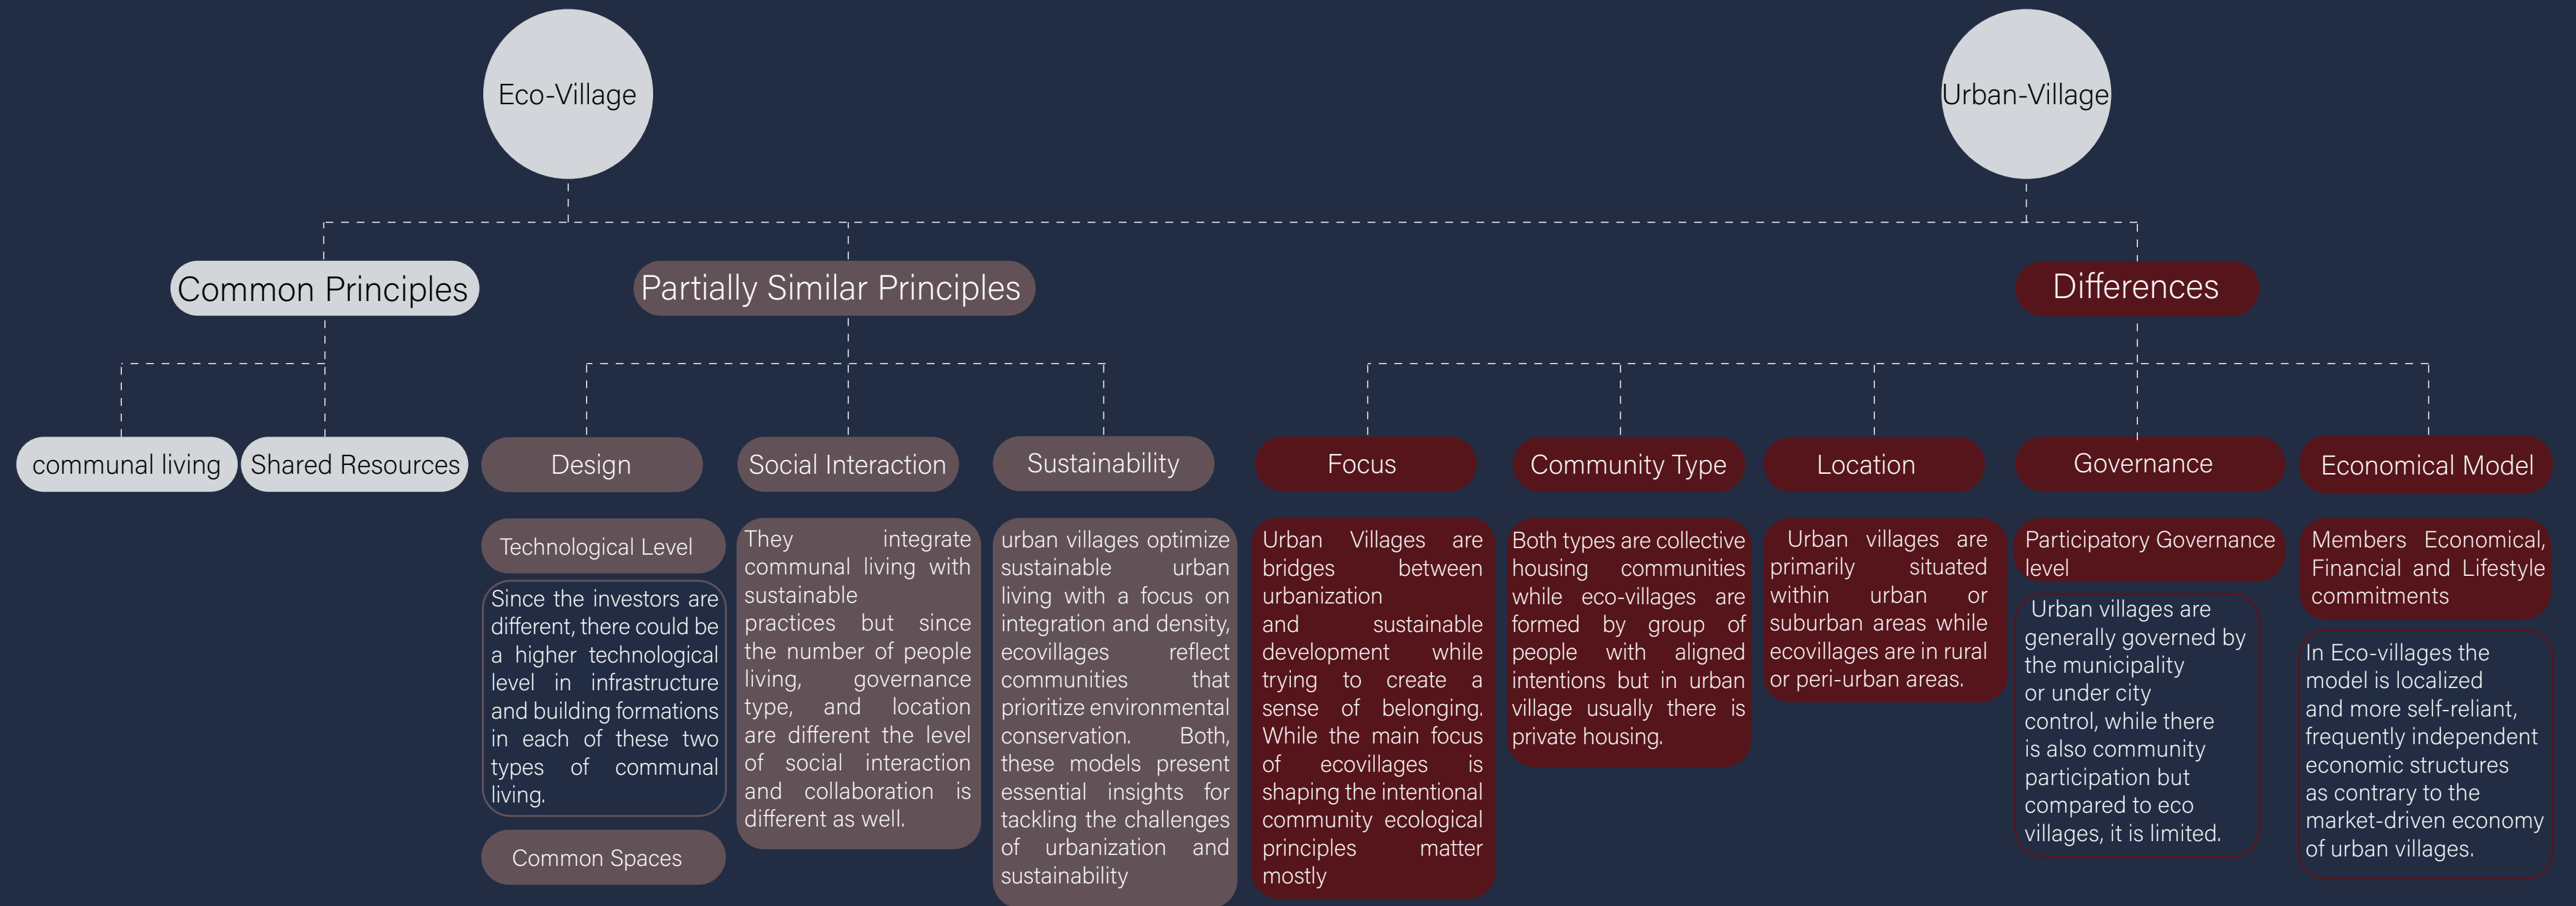 Eco-Village
Urban-Village
Common Principles
Partially Similar Principles
Differences
communal living
Shared Resources
Design
Social Interaction
Sustainability
Focus
Community Type
Location
Governance
Economical Model
Technological Level
Since the investors are
different, there could be
a higher technological
level in infrastructure
and building formations
in each of these two
types of communal
living.
Common Spaces
They integrate
communal living with
sustainable
practices but since
the number of people
living, governance
type, and location
are different the level
of social interaction
and collaboration is
different as well.
urban villages optimize
sustainable urban
living with a focus on
integration and density,
ecovillages reflect
communities that
prioritize environmental
conservation. Both,
these models present
essential insights for
tackling the challenges
of urbanization and
sustainability
Urban Villages are
bridges between
urbanization
and sustainable
development while
trying to create a
sense of belonging.
While the main focus
of ecovillages is
shaping the intentional
community ecological
principles matter
mostly
Both types are collective
housing communities
while eco-villages are
formed by group of
people with aligned
intentions but in urban
village usually there is
private housing.
Urban villages are
primarily situated
within urban or
suburban areas while
ecovillages are in rural
or peri-urban areas.
Participatory Governance
level
Urban villages are
generally governed by
the municipality
or under city
control, while there
is also community
participation but
compared to eco
villages, it is limited.
Members Economical,
Financial and Lifestyle
commitments
In Eco-villages the
model is localized
and more self-reliant,
frequently independent
economic structures
as contrary to the
market-driven economy
of urban villages.